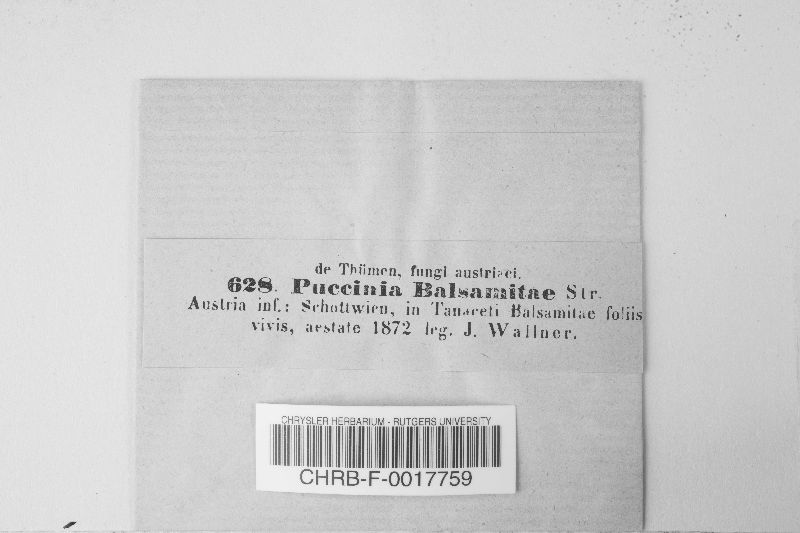 de Thümen, fungi austriaci.
628. Puccinia Balsamitae Str.
Austria inf.: Schottwien, in Tanaceti Balsamitae foliis
vivis, aestate 1872 leg. J. Wallner.
CHRYSLER HERBARIUM - RUTGERS UNIVERSITY
CHRB-F-0017759